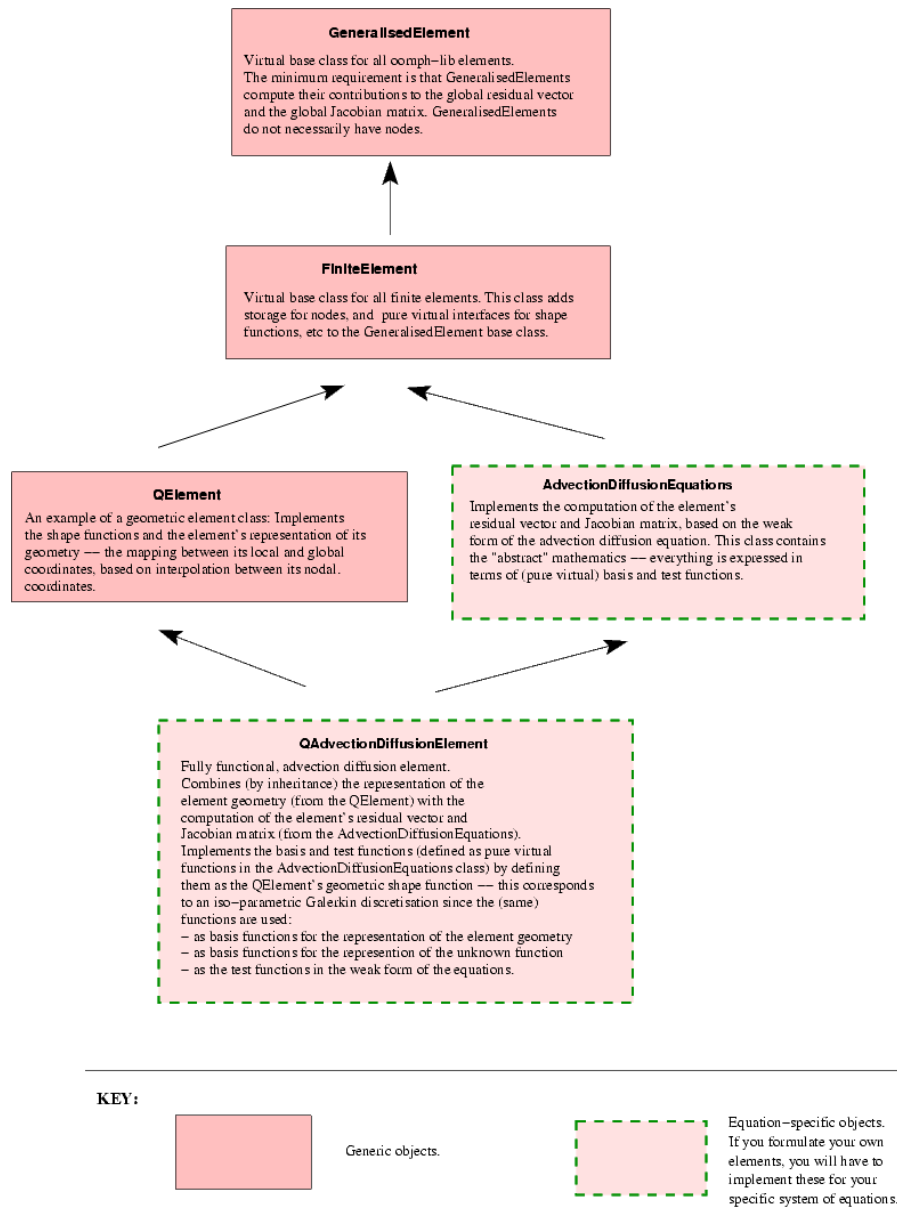 GeneralisedElement
Virtual base class for all oomph−lib elements.
The minimum requirement is that GeneralisedElements
compute their contributions to the global residual vector
and the global Jacobian matrix. GeneralisedElements
do not necessarily have nodes.
FiniteElement
Virtual base class for all finite elements. This class adds
storage for nodes, and pure virtual interfaces for shape
functions, etc to the GeneralisedElement base class.
QElement
An example of a geometric element class: Implements
the shape functions and the element's representation of its
geometry −− the mapping between its local and global
coordinates, based on interpolation between its nodal.
coordinates.
AdvectionDiffusionEquations
Implements the computation of the element's
residual vector and Jacobian matrix, based on the weak
form of the advection diffusion equation. This class contains
the "abstract" mathematics −− everything is expressed in
terms of (pure virtual) basis and test functions.
QAdvectionDiffusionElement
Fully functional, advection diffusion element.
Combines (by inheritance) the representation of the
element geometry (from the QElement) with the
computation of the element's residual vector and
Jacobian matrix (from the AdvectionDiffusionEquations).
Implements the basis and test functions (defined as pure virtual
functions in the AdvectionDiffusionEquations class) by defining
them as the QElement's geometric shape function −− this corresponds
to an iso−parametric Galerkin discretisation since the (same)
functions are used:
− as basis functions for the representation of the element geometry
− as basis functions for the represention of the unknown function
− as the test functions in the weak form of the equations.
KEY:
Generic objects.
Equation−specific objects.
If you formulate your own
elements, you will have to
implement these for your
specific system of equations.